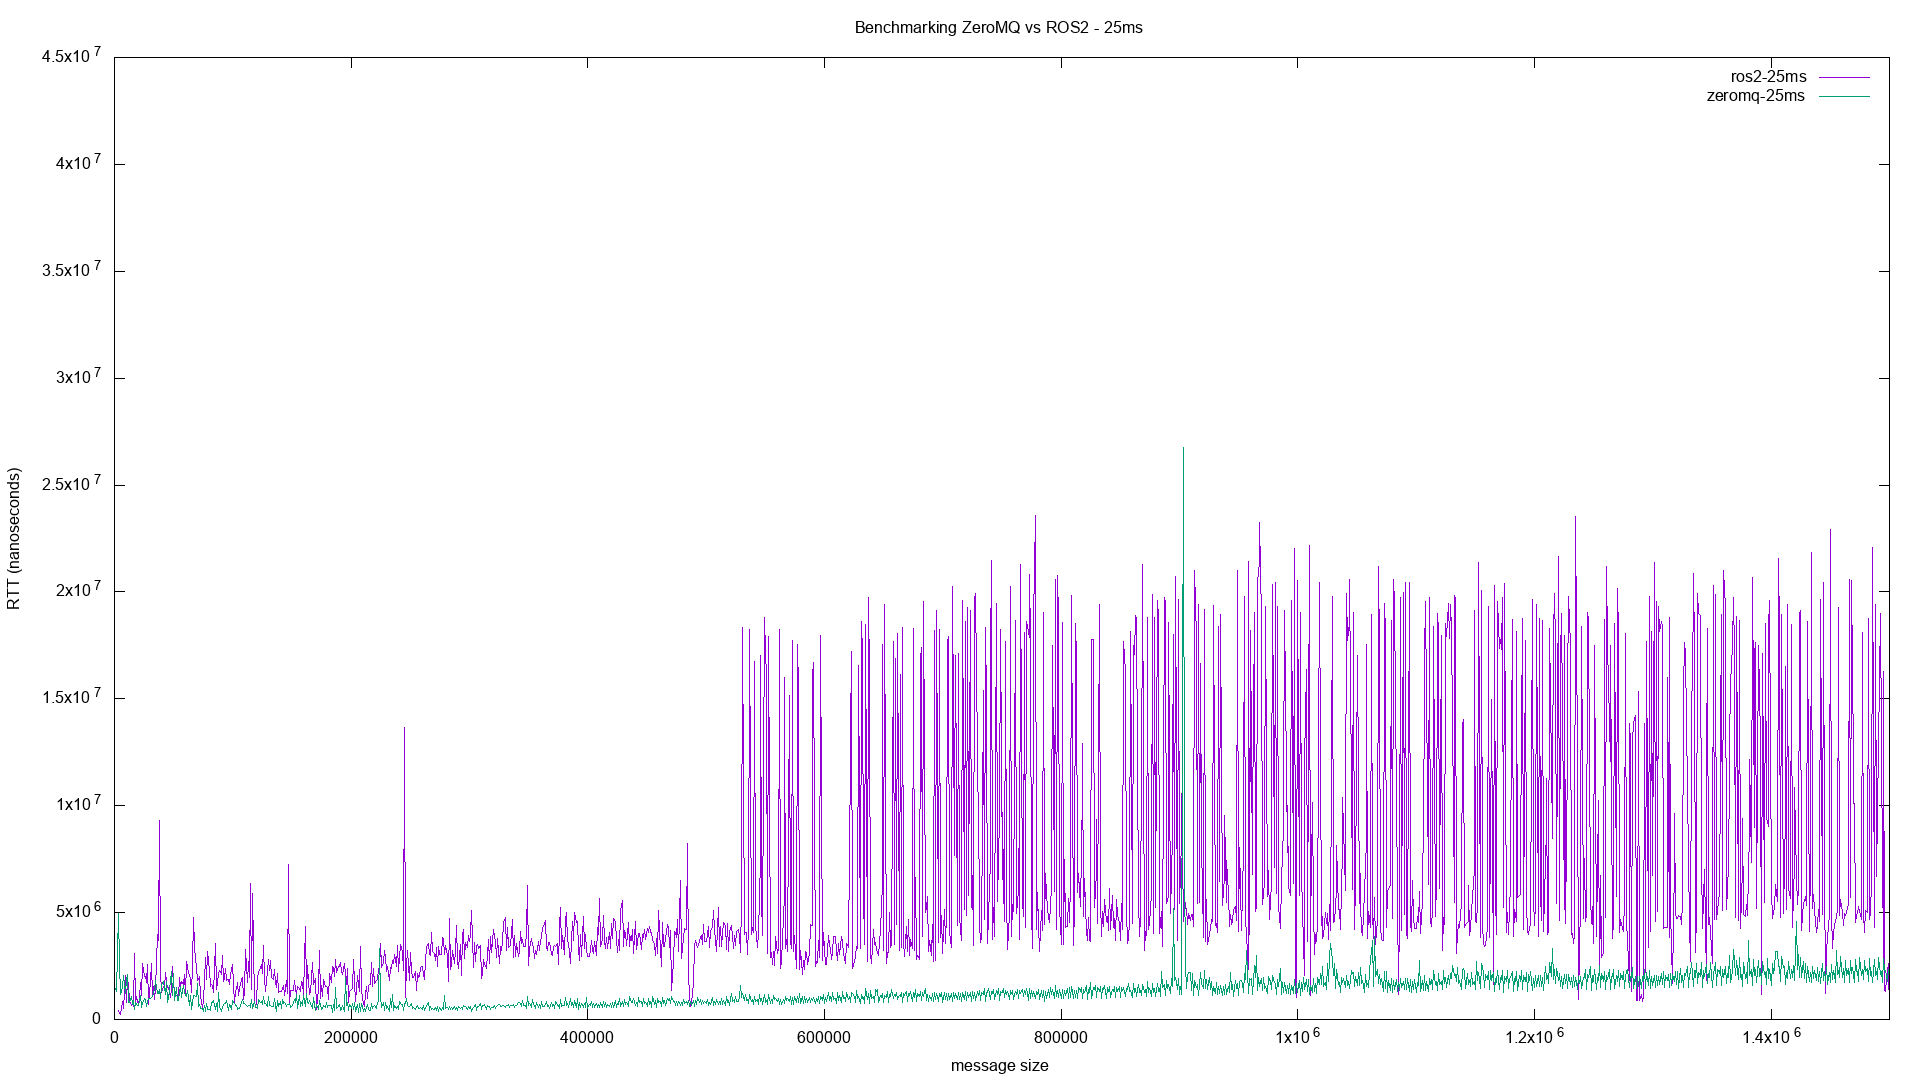 Benchmarking ZeroMQ vs ROS2 - 25ms
4.5x10^7
4x10^7
3.5x10^7
3x10^7
2.5x10^7
2x10^7
1.5x10^7
1x10^7
5x10^6
0
RTT (nanoseconds)
ros2-25ms
zeromq-25ms
0 200000 400000 600000 800000 1x10^6 1.2x10^6 1.4x10^6
message size